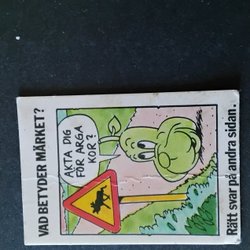 VAD BETYDER MÄRKET?
AKTA DIG
FÖR ARGA
KOR?
Rätt svar på andra sidan.